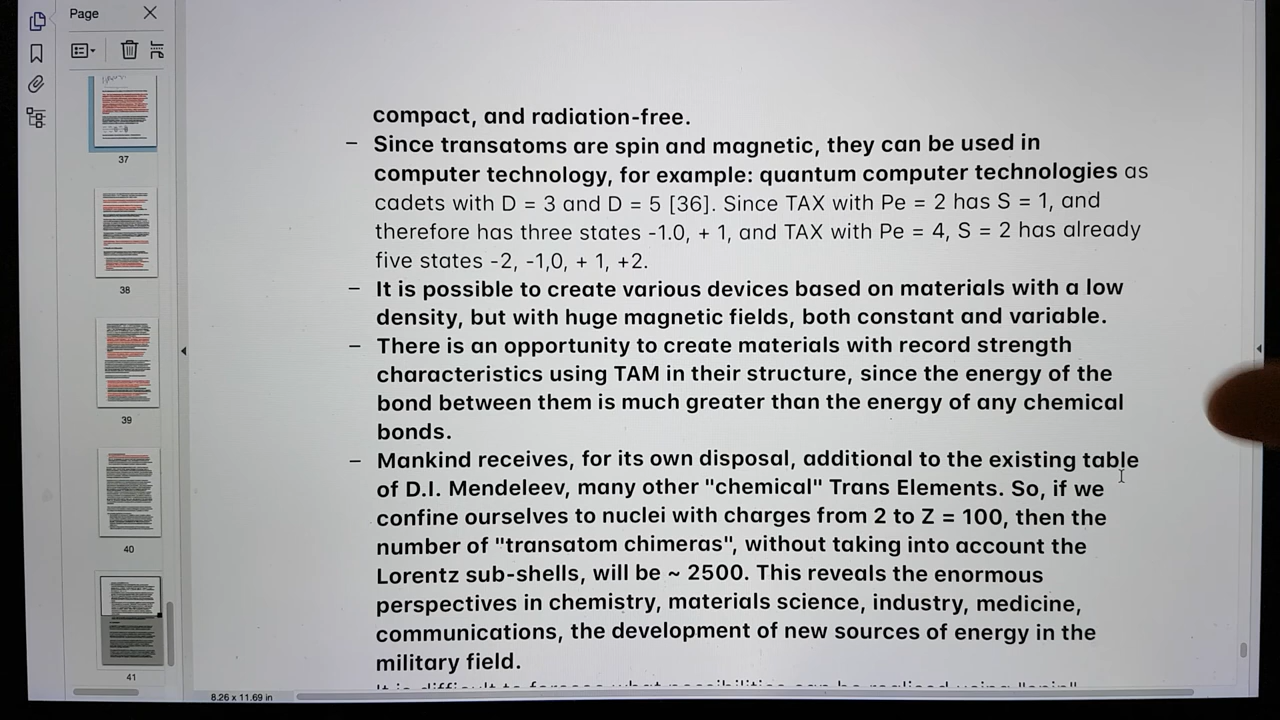 Page
37
38
39
40
41
8.26 x 11.69 in
compact, and radiation-free.
– Since transatoms are spin and magnetic, they can be used in
computer technology, for example: quantum computer technologies as
cadets with D = 3 and D = 5 [36]. Since TAX with Pe = 2 has S = 1, and
therefore has three states -1.0, + 1, and TAX with Pe = 4, S = 2 has already
five states -2, -1,0, + 1, +2.
– It is possible to create various devices based on materials with a low
density, but with huge magnetic fields, both constant and variable.
– There is an opportunity to create materials with record strength
characteristics using TAM in their structure, since the energy of the
bond between them is much greater than the energy of any chemical
bonds.
– Mankind receives, for its own disposal, additional to the existing table
of D.I. Mendeleev, many other "chemical" Trans Elements. So, if we
confine ourselves to nuclei with charges from 2 to Z = 100, then the
number of "transatom chimeras", without taking into account the
Lorentz sub-shells, will be ~ 2500. This reveals the enormous
perspectives in chemistry, materials science, industry, medicine,
communications, the development of new sources of energy in the
military field.